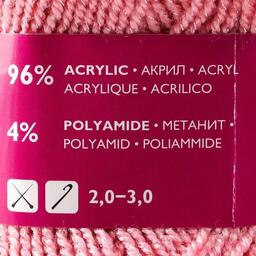 96% ACRYLIC • АКРИЛ • ACRYL
ACRYLIQUE • ACRILICO
4% POLYAMIDE • МЕТАНИТ •
POLYAMID • POLIAMMIDE
2,0–3,0